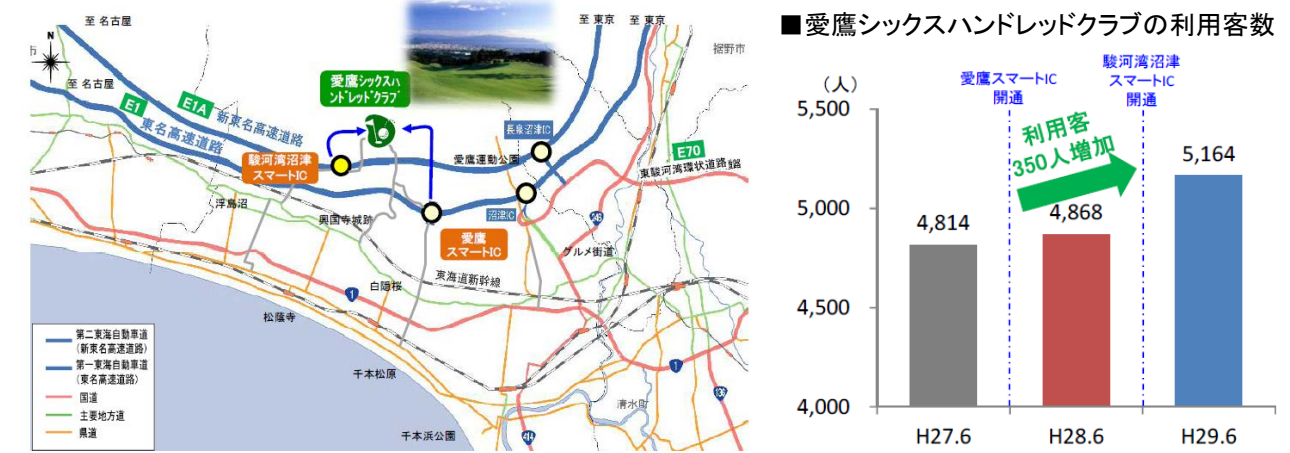 至 名古屋
N
市
至 名古屋
E1
東名高速道路
E1A
新東名高速道路
愛鷹シックスハ
ンドレッドクラブ
至 東京
至 東京
裾野市
駿河湾沼津
スマートIC
長泉沼津IC
愛鷹運動公園
E70
東駿河湾環状道路
浮島沼
興国寺城跡
沼津IC
246
愛鷹
スマートIC
グルメ街道
東海道新幹線
1
白隠桜
松蔭寺
千本松原
千本浜公園
1
136
清水町
414
第二東海自動車道
(新東名高速道路)
第一東海自動車道
(東名高速道路)
国道
主要地方道
県道
■愛鷹シックスハンドレッドクラブの利用客数
(人)
愛鷹スマートIC
開通
駿河湾沼津
スマートIC
開通
利用客
350人増加
5,500
5,000
4,500
4,000
4,814
4,868
5,164
H27.6
H28.6
H29.6